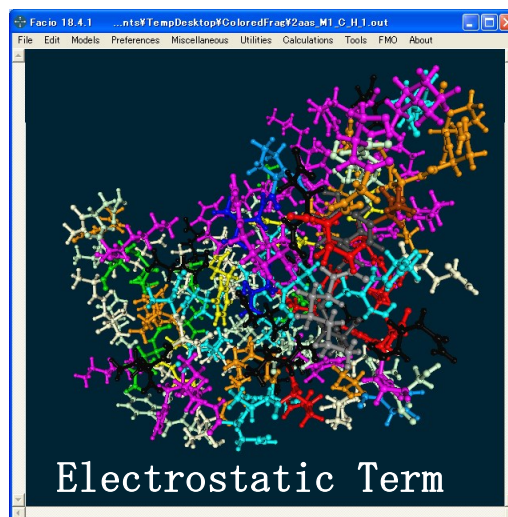 Facio 18.4.1 ...nts¥TempDesktop¥ColoredFrag¥2aas_M1_C_H_1.out
File Edit Models Preferences Miscellaneous Utilities Calculations Tools FMO About
Electrostatic Term